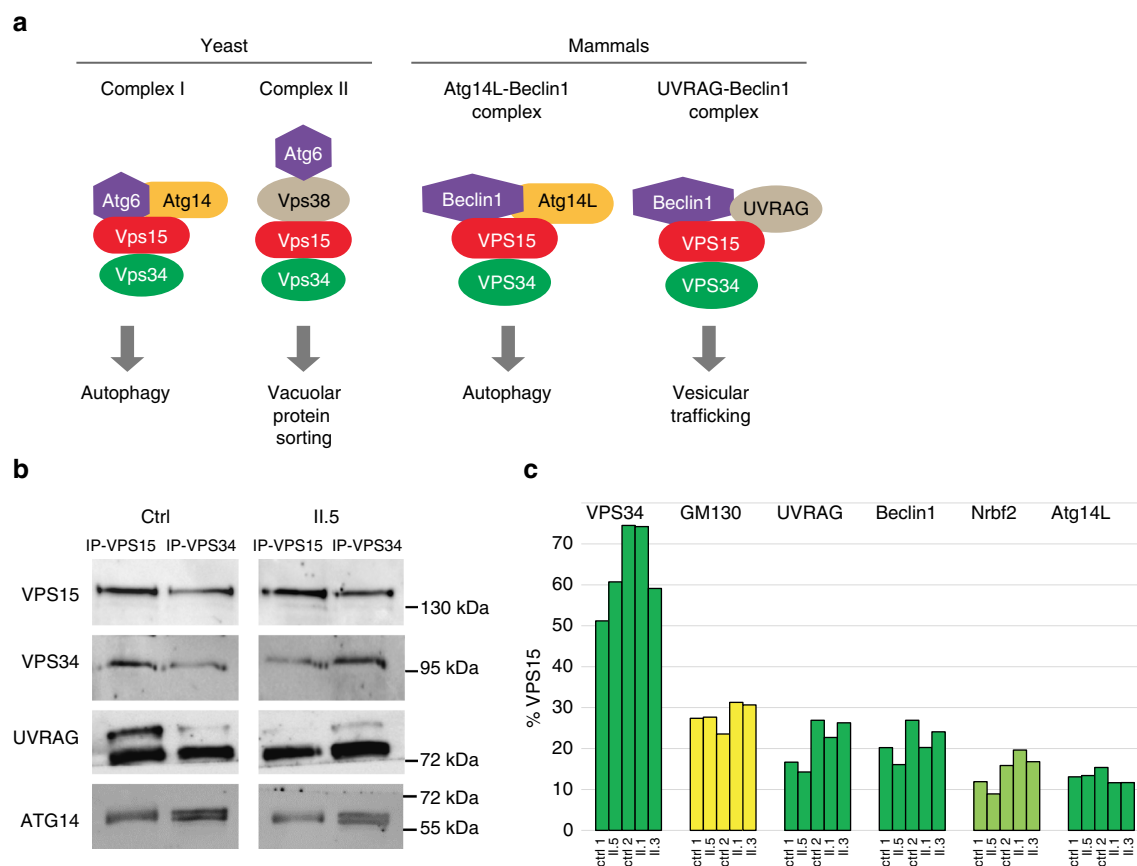 a
Yeast
Mammals
Complex I
Complex II
Atg14L-Beclin1
complex
UVRAG-Beclin1
complex
Atg6
Atg6
Atg14
Vps38
Beclin1
Atg14L
Beclin1
UVRAG
Vps15
Vps15
VPS15
VPS15
Vps34
Vps34
VPS34
VPS34
Autophagy
Vacuolar
protein
sorting
Autophagy
Vesicular
trafficking
b
Ctrl
II.5
IP-VPS15
IP-VPS34
IP-VPS15
IP-VPS34
VPS15
130 kDa
VPS34
95 kDa
UVRAG
72 kDa
ATG14
72 kDa
55 kDa
c
VPS34
GM130
UVRAG
Beclin1
Nrbf2
Atg14L
% VPS15
70
60
50
40
30
20
10
0
ctrl 1
II.5
ctrl 2
II.1
II.3
ctrl 1
II.5
ctrl 2
II.1
II.3
ctrl 1
II.5
ctrl 2
II.1
II.3
ctrl 1
II.5
ctrl 2
II.1
II.3
ctrl 1
II.5
ctrl 2
II.1
II.3
ctrl 1
II.5
ctrl 2
II.1
II.3